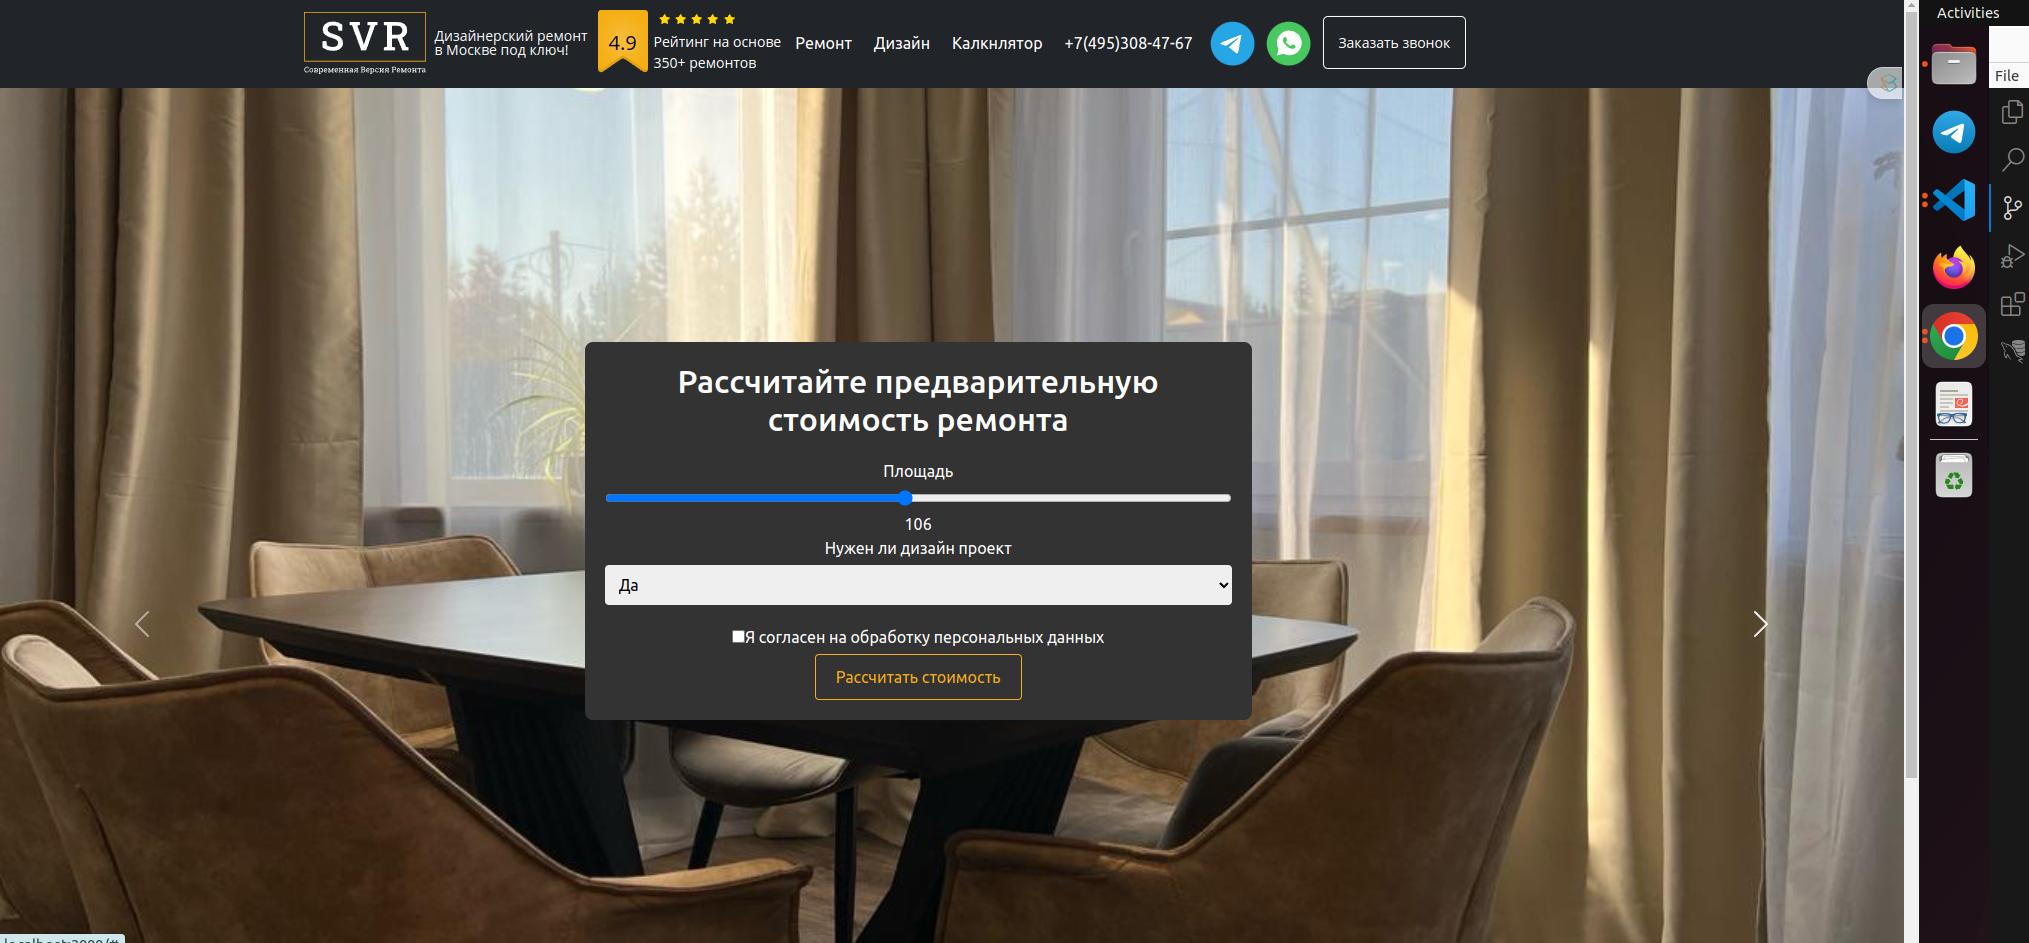 SVR
Современная Версия Ремонта
Дизайнерский ремонт
в Москве под ключ!
4.9
Рейтинг на основе
350+ ремонтов
Ремонт
Дизайн
Калкнлятор
+7(495)308-47-67
Заказать звонок
Activities
File
Рассчитайте предварительную
стоимость ремонта
Площадь
106
Нужен ли дизайн проект
Да
Я согласен на обработку персональных данных
Рассчитать стоимость